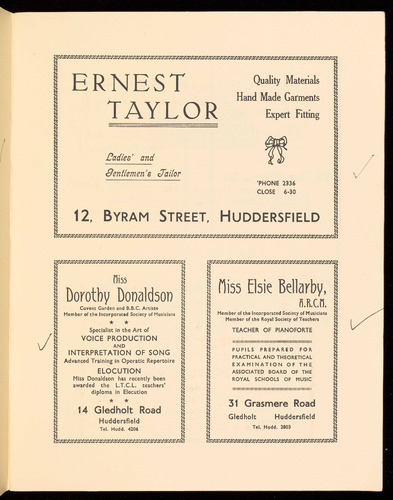 ERNEST
TAYLOR
Quality Materials
Hand Made Garments
Expert Fitting
Ladies' and
Gentlemen's Tailor
'PHONE 2336
CLOSE 6-30
12, BYRAM STREET, HUDDERSFIELD
Miss
Dorothy Donaldson
Covent Garden and B.B.C. Artiste
Member of the Incorporated Society of Musicians
Specialist in the Art of
VOICE PRODUCTION
AND
INTERPRETATION OF SONG
Advanced Training in Operatic Repertoire
ELOCUTION
Miss Donaldson has recently been
awarded the L.T.C.L. teachers'
diploma in Elocution
14 Gledholt Road
Huddersfield
Tel. Hudd. 4206
Miss Elsie Bellarby,
A.R.C.M.
Member of the Incorporated Society of Musicians
Member of the Royal Society of Teachers
TEACHER OF PIANOFORTE
PUPILS PREPARED FOR
PRACTICAL AND THEORETICAL
EXAMINATION OF THE
ASSOCIATED BOARD OF THE
ROYAL SCHOOLS OF MUSIC
31 Grasmere Road
Gledholt Huddersfield
Tel. Hudd. 2803